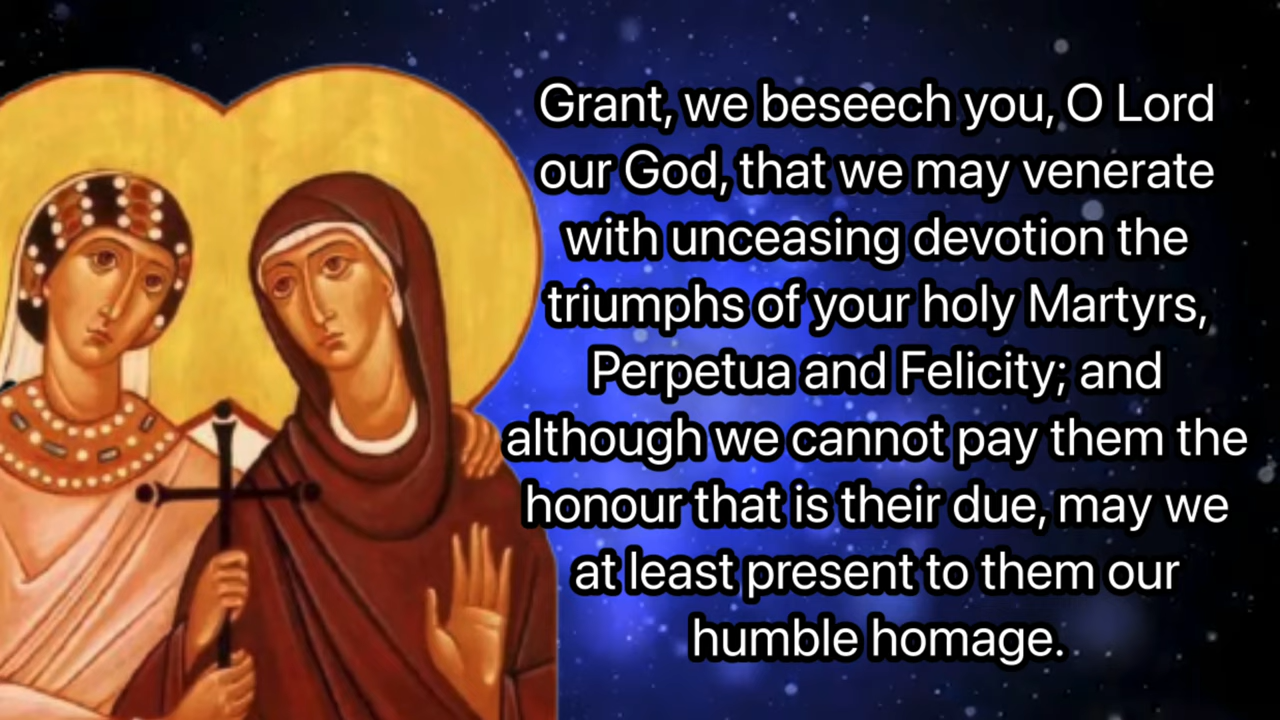 Grant, we beseech you, O Lord
our God, that we may venerate
with unceasing devotion the
triumphs of your holy Martyrs,
Perpetua and Felicity; and
although we cannot pay them the
honour that is their due, may we
at least present to them our
humble homage.